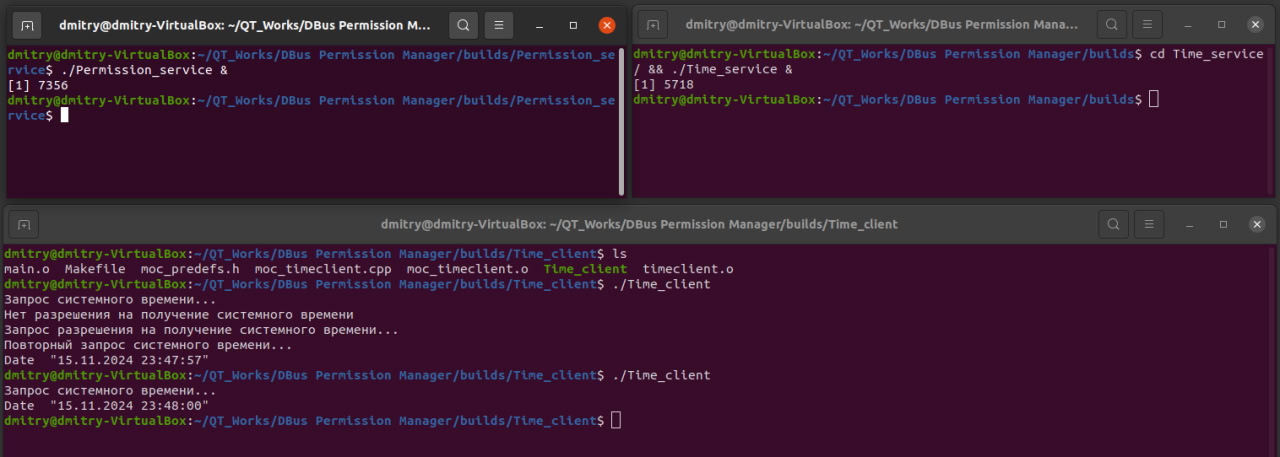 dmitry@dmitry-VirtualBox: ~/QT_Works/DBus Permission M...
dmitry@dmitry-VirtualBox:~/QT_Works/DBus Permission Manager/builds/Permission_se
rvice$ ./Permission_service &
[1] 7356
dmitry@dmitry-VirtualBox:~/QT_Works/DBus Permission Manager/builds/Permission_se
rvice$
dmitry@dmitry-VirtualBox: ~/QT_Works/DBus Permission Mana...
dmitry@dmitry-VirtualBox:~/QT_Works/DBus Permission Manager/builds$ cd Time_service
/ && ./Time_service &
[1] 5718
dmitry@dmitry-VirtualBox:~/QT_Works/DBus Permission Manager/builds$
dmitry@dmitry-VirtualBox: ~/QT_Works/DBus Permission Manager/builds/Time_client
dmitry@dmitry-VirtualBox:~/QT_Works/DBus Permission Manager/builds/Time_client$ ls
main.o  Makefile  moc_predefs.h  moc_timeclient.cpp  moc_timeclient.o  Time_client  timeclient.o
dmitry@dmitry-VirtualBox:~/QT_Works/DBus Permission Manager/builds/Time_client$ ./Time_client
Запрос системного времени...
Нет разрешения на получение системного времени
Запрос разрешения на получение системного времени...
Повторный запрос системного времени...
Date  "15.11.2024 23:47:57"
dmitry@dmitry-VirtualBox:~/QT_Works/DBus Permission Manager/builds/Time_client$ ./Time_client
Запрос системного времени...
Date  "15.11.2024 23:48:00"
dmitry@dmitry-VirtualBox:~/QT_Works/DBus Permission Manager/builds/Time_client$